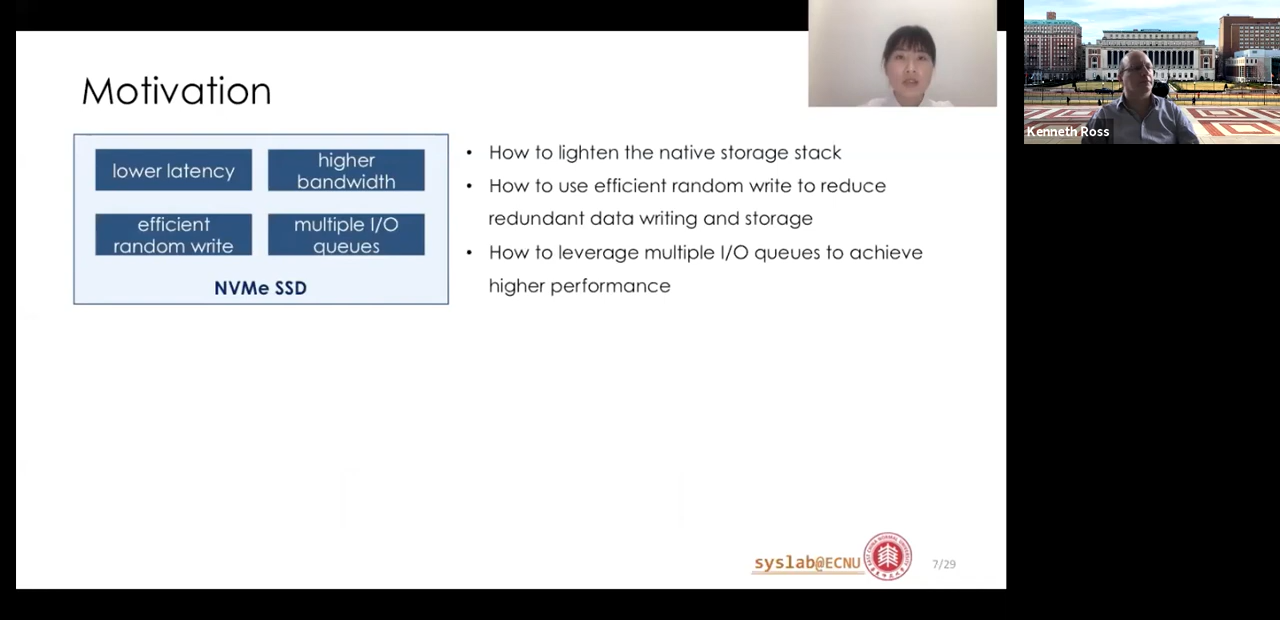 Motivation
lower latency
higher
bandwidth
efficient
random write
multiple I/O
queues
NVMe SSD
• How to lighten the native storage stack
• How to use efficient random write to reduce
redundant data writing and storage
• How to leverage multiple I/O queues to achieve
higher performance
Kenneth Ross
syslab@ECNU
7/29